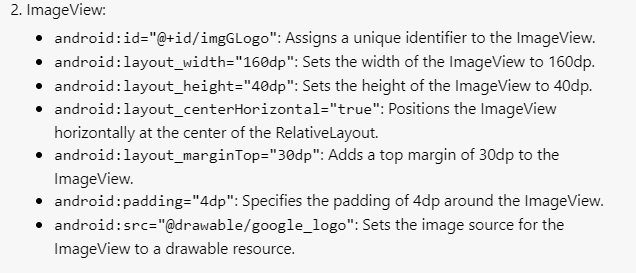 2. ImageView:
• android:id="@+id/imgGLogo": Assigns a unique identifier to the ImageView.
• android:layout_width="160dp": Sets the width of the ImageView to 160dp.
• android:layout_height="40dp": Sets the height of the ImageView to 40dp.
• android:layout_centerHorizontal="true": Positions the ImageView
horizontally at the center of the RelativeLayout.
• android:layout_marginTop="30dp": Adds a top margin of 30dp to the
ImageView.
• android:padding="4dp": Specifies the padding of 4dp around the ImageView.
• android:src="@drawable/google_logo": Sets the image source for the
ImageView to a drawable resource.